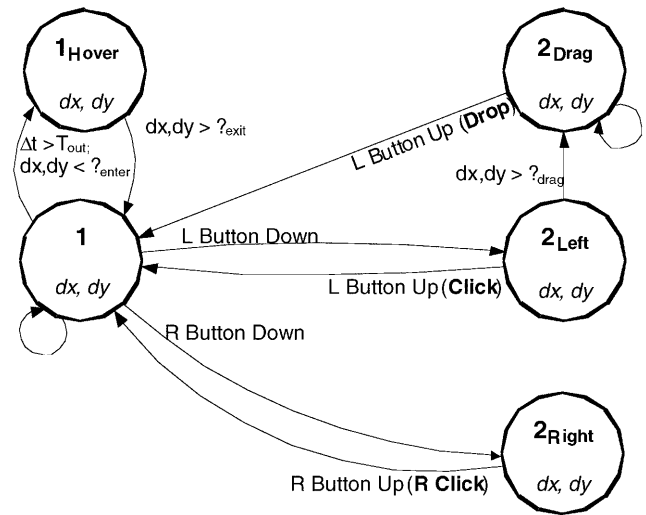 1Hover
dx, dy
2Drag
dx, dy
dx,dy > ?exit
L Button Up (Drop)
Δt >Tout;
dx,dy < ?enter
dx,dy > ?drag
1
dx, dy
L Button Down
2Left
dx, dy
L Button Up (Click)
R Button Down
2Right
dx, dy
R Button Up (R Click)